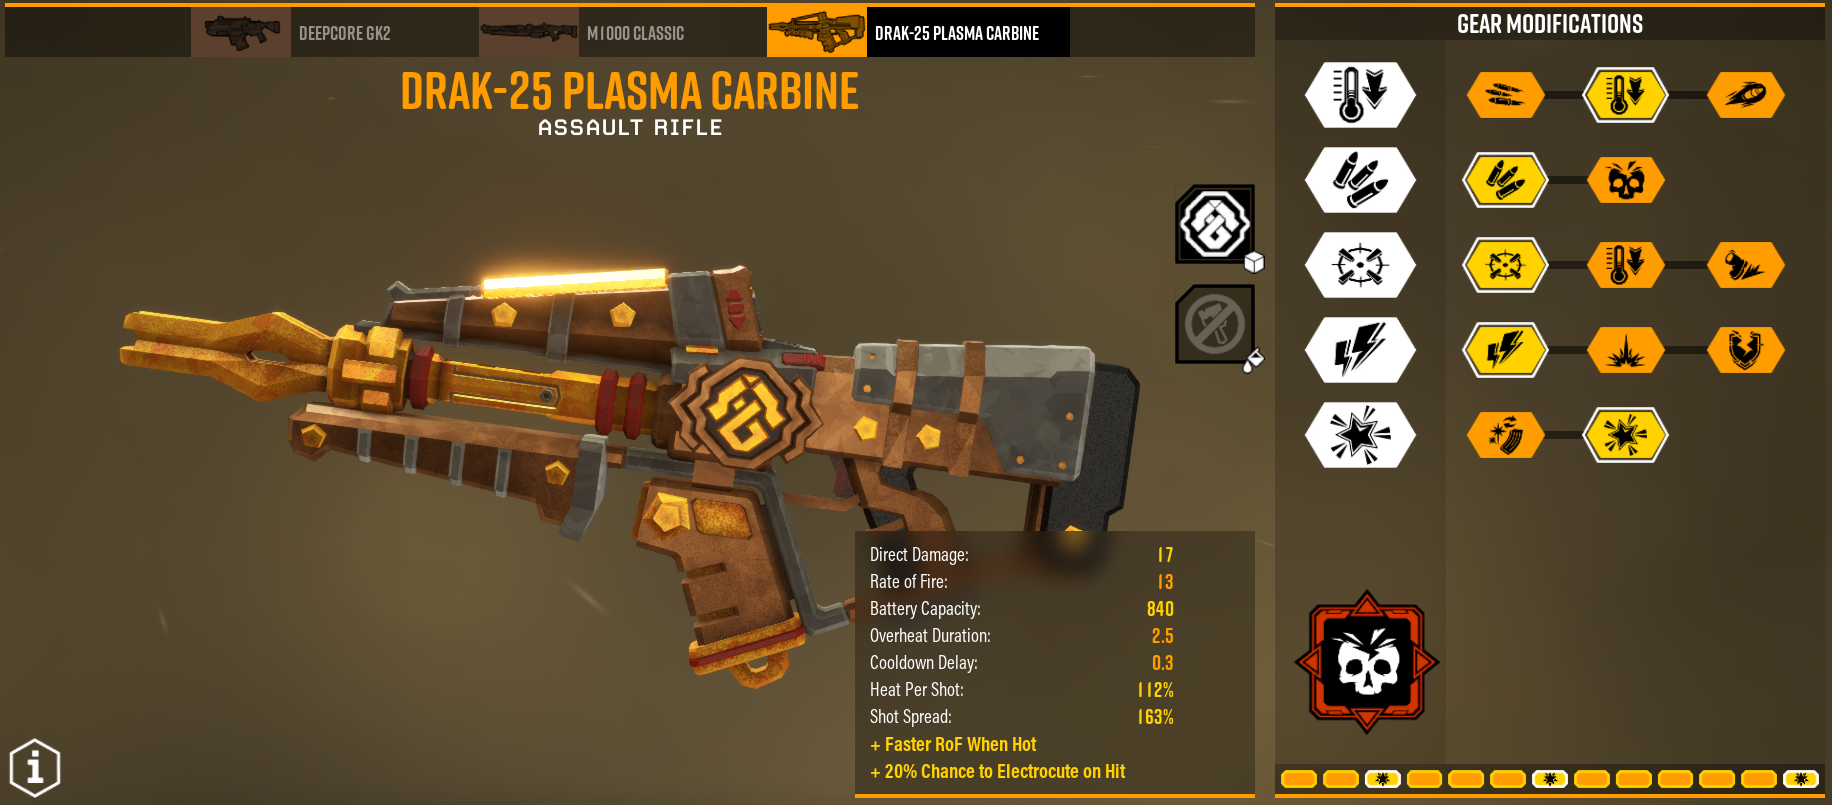 DEEPCORE GK2
M1000 CLASSIC
DRAK-25 PLASMA CARBINE
GEAR MODIFICATIONS
DRAK-25 PLASMA CARBINE
ASSAULT RIFLE
Direct Damage: 17
Rate of Fire: 13
Battery Capacity: 840
Overheat Duration: 2.5
Cooldown Delay: 0.3
Heat Per Shot: 112%
Shot Spread: 163%
+ Faster RoF When Hot
+ 20% Chance to Electrocute on Hit